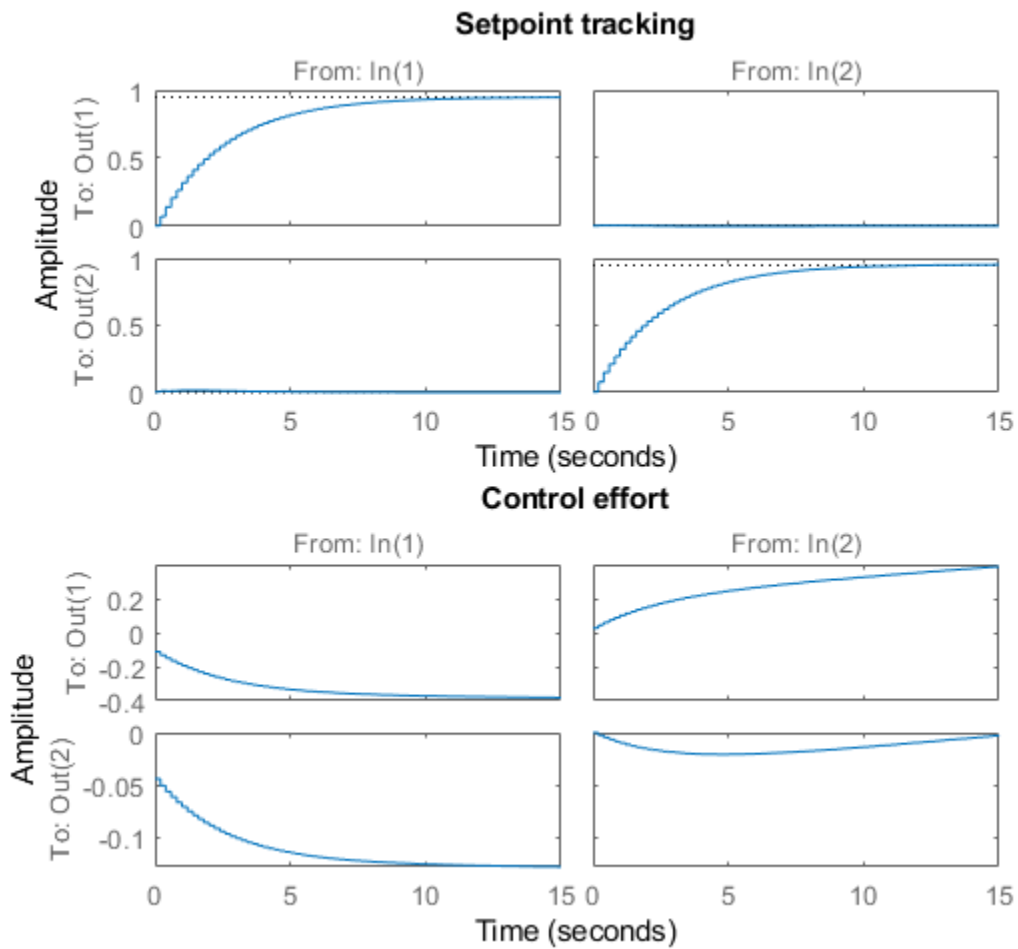 Setpoint tracking
From: In(1) From: In(2)
Amplitude
To: Out(1)
1
0.5
0
To: Out(2)
1
0.5
0
0 5 10 15 0 5 10 15
Time (seconds)
Control effort
From: In(1) From: In(2)
Amplitude
To: Out(1)
0.2
0
-0.2
-0.4
To: Out(2)
0
-0.05
-0.1
0 5 10 15 0 5 10 15
Time (seconds)